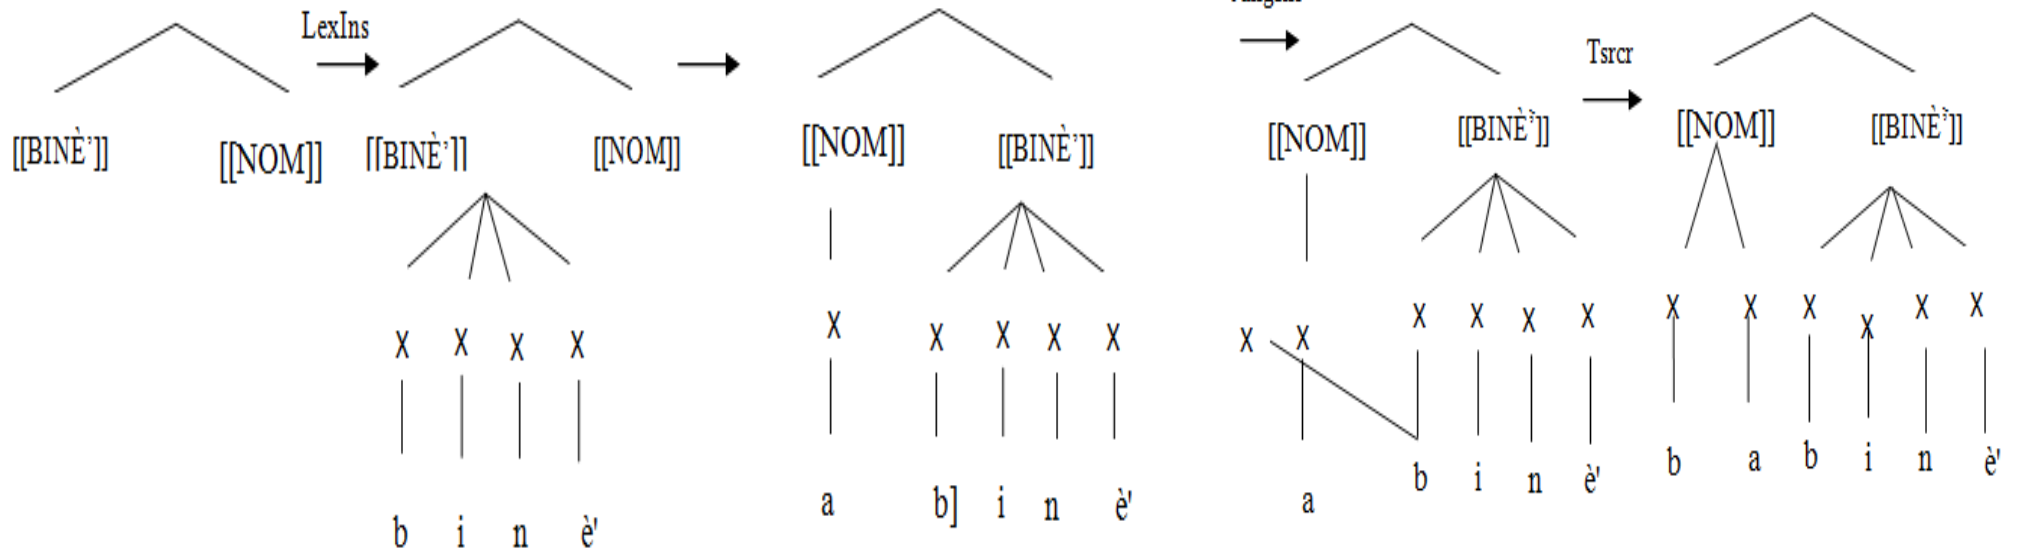 LexIns
Tsrcr
[[BINÈ']] [[NOM]] [[BINÈ']] [[NOM]] [[NOM]] [[BINÈ']] [[NOM]] [[BINÈ']] [[NOM]] [[BINÈ']]
X X X X X X X X X X X X X X X X X X X X X
b i n è' a b] i n è' a b i n è' b a b i n è'